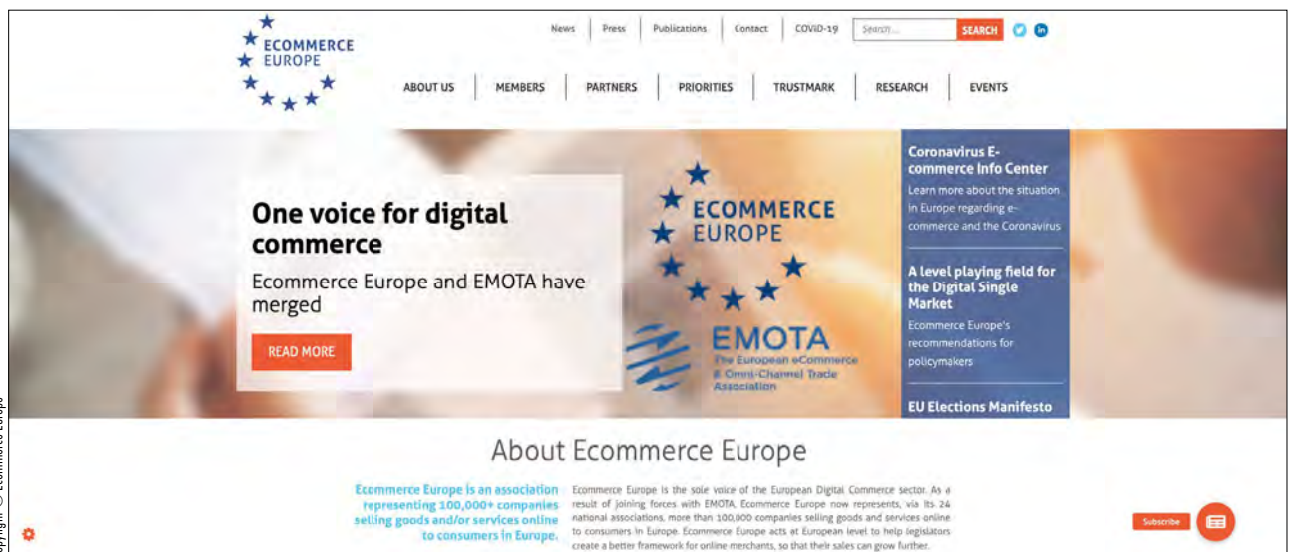 News
Press
Publications
Contact
COVID-19
Search...
SEARCH
ECOMMERCE
EUROPE
ABOUT US
MEMBERS
PARTNERS
PRIORITIES
TRUSTMARK
RESEARCH
EVENTS
One voice for digital
commerce
Ecommerce Europe and EMOTA have
merged
READ MORE
ECOMMERCE
EUROPE
EMOTA
The European eCommerce
& Omni-Channel Trade
Association
Coronavirus E-
commerce Info Center
Learn more about the situation
in Europe regarding e-
commerce and the Coronavirus
A level playing field for
the Digital Single
Market
Ecommerce Europe's
recommendations for
policymakers
EU Elections Manifesto
About Ecommerce Europe
Ecommerce Europe is an association
representing 100,000+ companies
selling goods and/or services online
to consumers in Europe.
Ecommerce Europe is the sole voice of the European Digital Commerce sector. As a
result of joining forces with EMOTA, Ecommerce Europe now represents, via its 24
national associations, more than 100,000 companies selling goods and services online
to consumers in Europe. Ecommerce Europe acts at European level to help legislators
create a better framework for online merchants, so that their sales can grow further.
Subscribe
© Ecommerce Europe